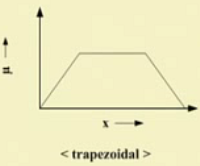 μ
x
< trapezoidal >